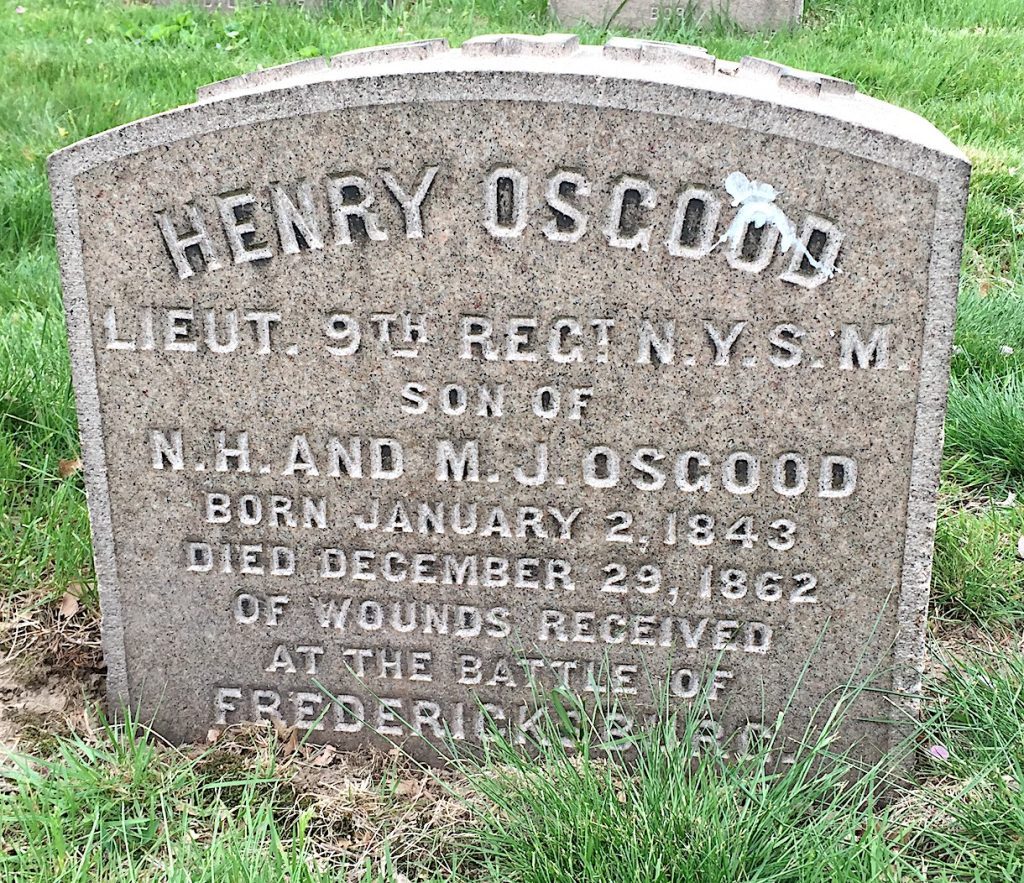 HENRY OSGOOD
LIEUT. 9TH REGT. N.Y.S.M.
SON OF
N.H. AND M.J. OSGOOD
BORN JANUARY 2, 1843
DIED DECEMBER 29, 1862
OF WOUNDS RECEIVED
AT THE BATTLE OF
FREDERICKSBURG.